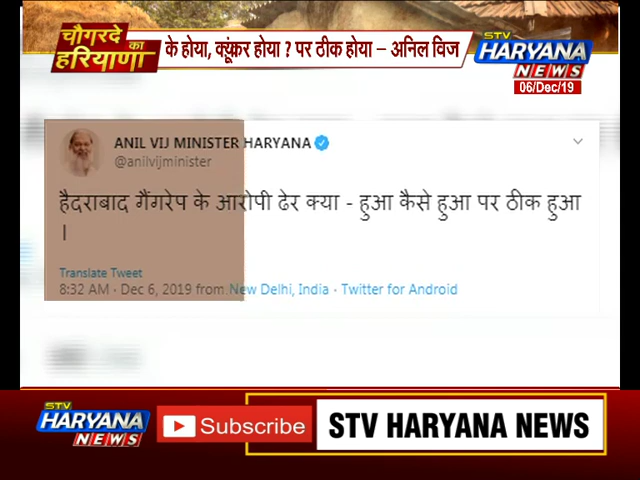 चौगरदे का हरियाणा
के होया, क्यूंकर होया ? पर ठीक होया – अनिल विज
STV
HARYANA
NEWS
06/Dec/19
ANIL VIJ MINISTER HARYANA
@anilvijminister
हैदराबाद गैंगरेप के आरोपी ढेर क्या - हुआ कैसे हुआ पर ठीक हुआ
।
Translate Tweet
8:32 AM · Dec 6, 2019 from New Delhi, India · Twitter for Android
STV
HARYANA
NEWS
Subscribe
STV HARYANA NEWS